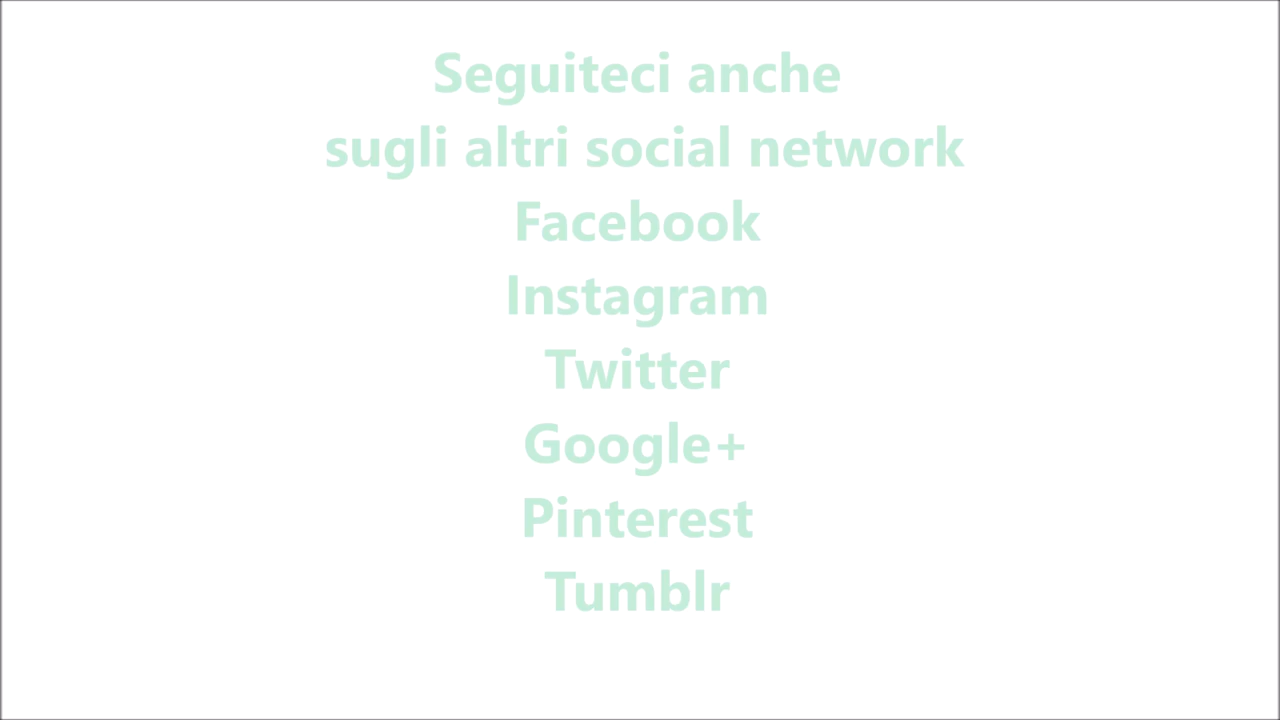 Seguiteci anche
sugli altri social network
Facebook
Instagram
Twitter
Google+
Pinterest
Tumblr